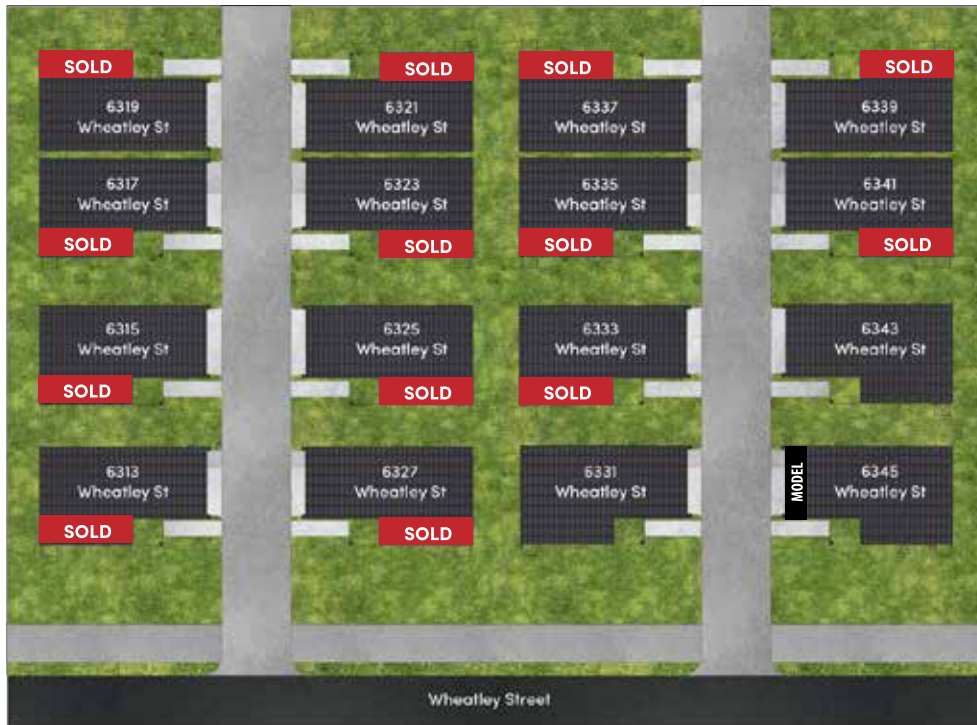 SOLD
SOLD
SOLD
SOLD
6319
Wheatley St
6321
Wheatley St
6337
Wheatley St
6339
Wheatley St
6317
Wheatley St
6323
Wheatley St
6335
Wheatley St
6341
Wheatley St
SOLD
SOLD
SOLD
SOLD
6315
Wheatley St
6325
Wheatley St
6333
Wheatley St
6343
Wheatley St
SOLD
SOLD
SOLD
6313
Wheatley St
6327
Wheatley St
6331
Wheatley St
MODEL
6345
Wheatley St
SOLD
SOLD
Wheatley Street